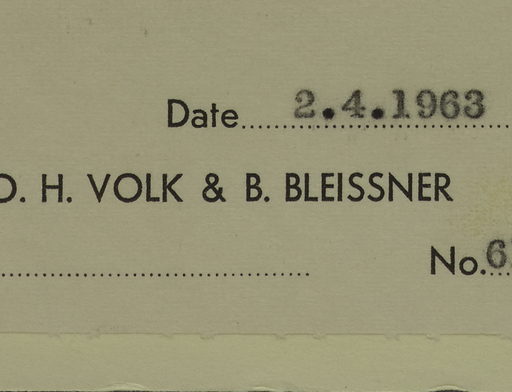 Date 2.4.1963
O. H. VOLK & B. BLEISSNER
No. 6